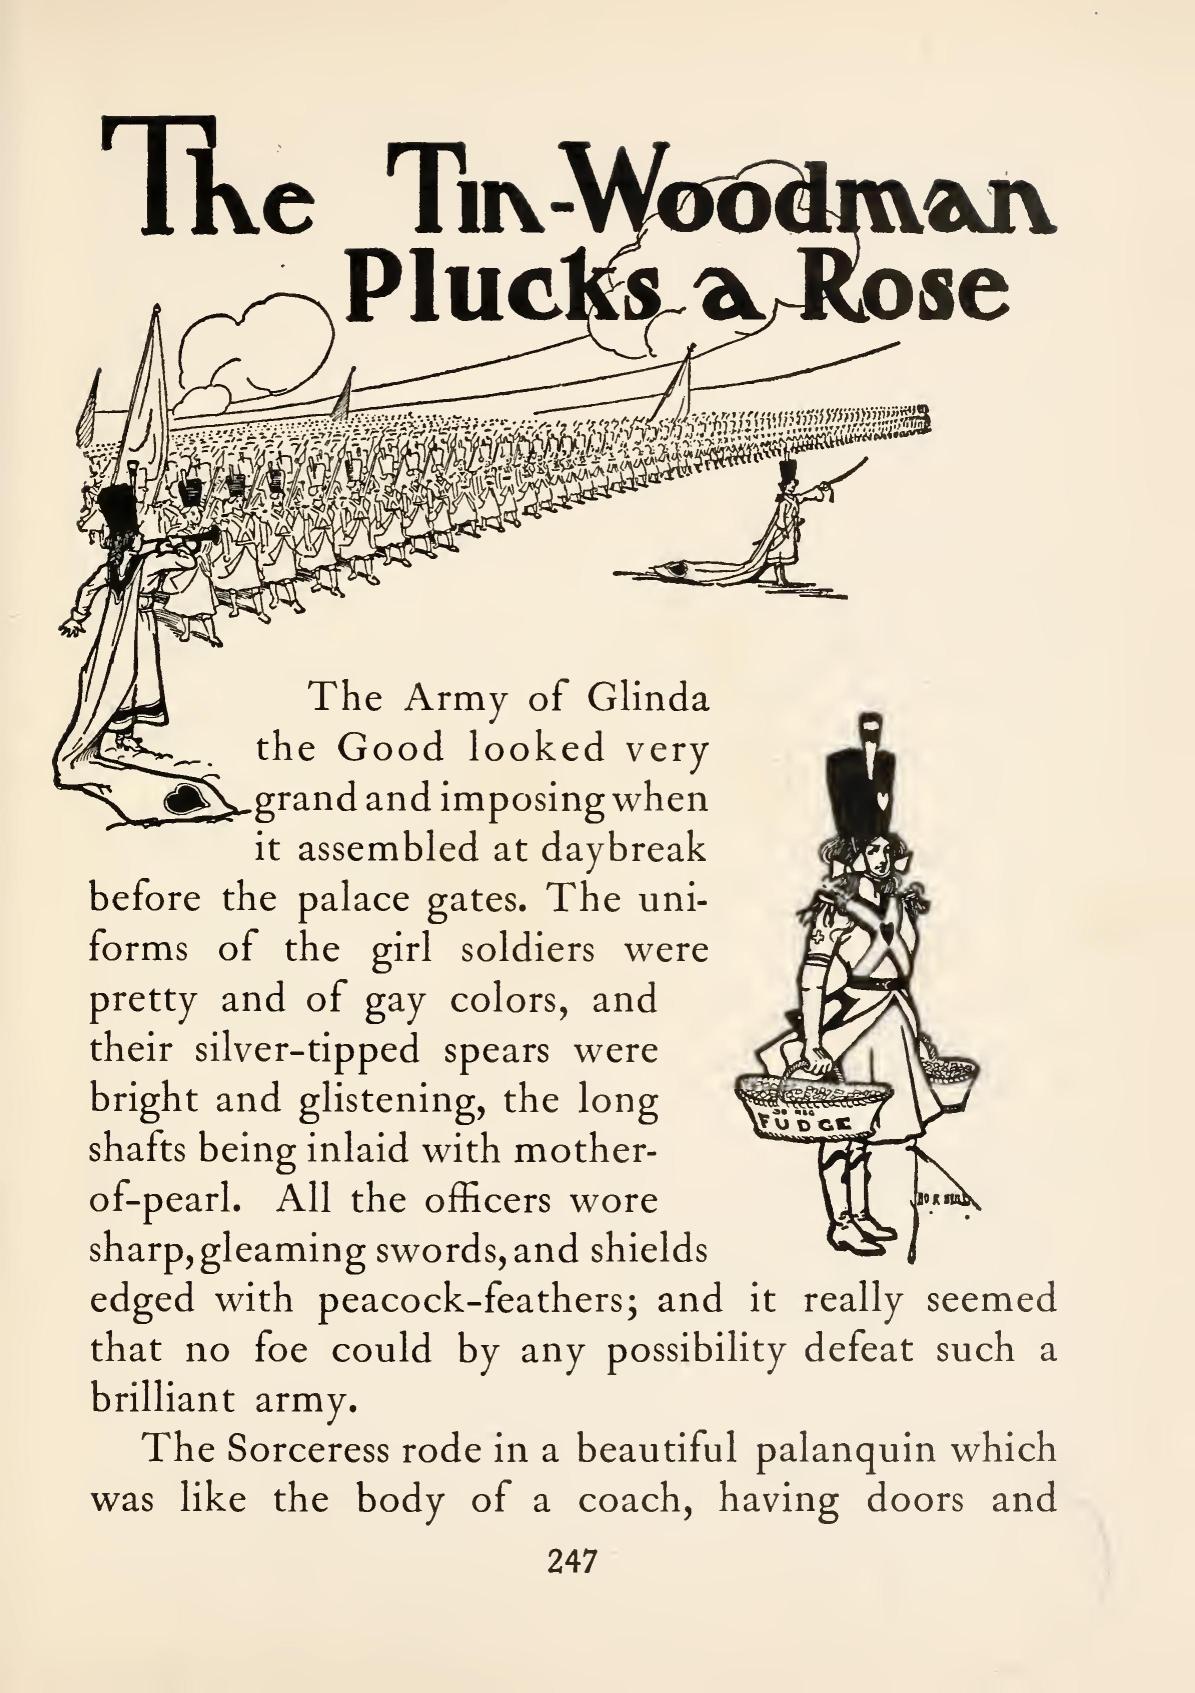 The Tin-Woodman
Plucks a Rose
The Army of Glinda
the Good looked very
grand and imposing when
it assembled at daybreak
before the palace gates. The uni-
forms of the girl soldiers were
pretty and of gay colors, and
their silver-tipped spears were
bright and glistening, the long
shafts being inlaid with mother-
of-pearl. All the officers wore
sharp, gleaming swords, and shields
edged with peacock-feathers; and it really seemed
that no foe could by any possibility defeat such a
brilliant army.
FUDGE
The Sorceress rode in a beautiful palanquin which
was like the body of a coach, having doors and
247